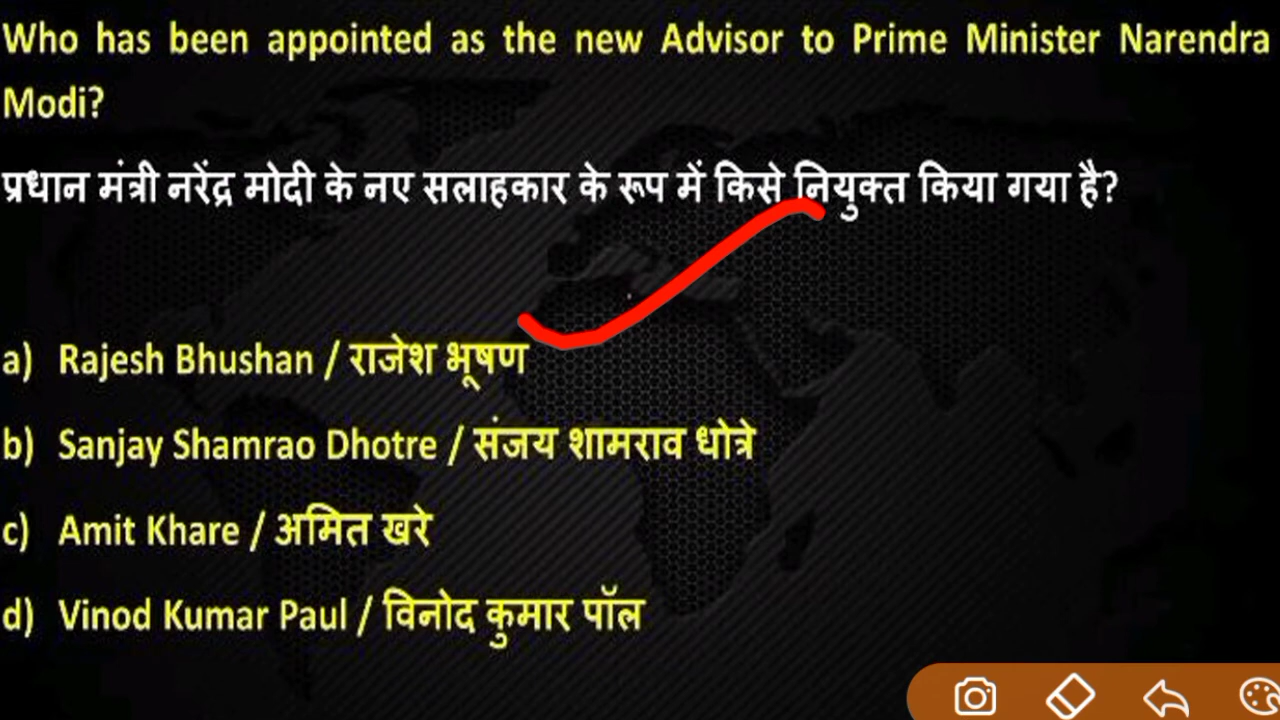 Who has been appointed as the new Advisor to Prime Minister Narendra
Modi?
प्रधान मंत्री नरेंद्र मोदी के नए सलाहकार के रूप में किसे नियुक्त किया गया है?
a) Rajesh Bhushan / राजेश भूषण
b) Sanjay Shamrao Dhotre / संजय शामराव धोत्रे
c) Amit Khare / अमित खरे
d) Vinod Kumar Paul / विनोद कुमार पॉल